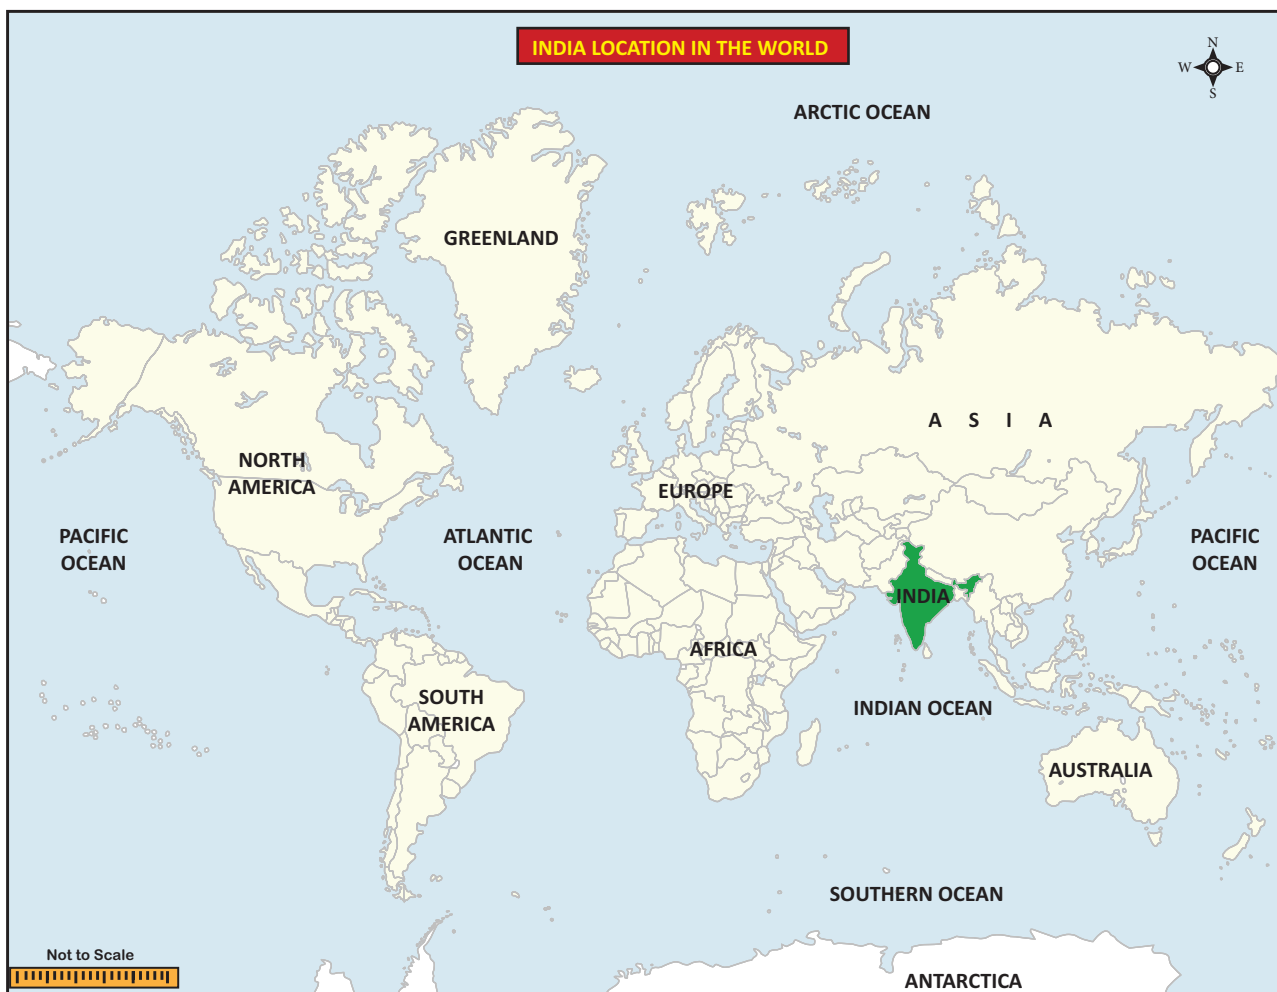 INDIA LOCATION IN THE WORLD
N
W E
S
ARCTIC OCEAN
GREENLAND
A S I A
NORTH
AMERICA
EUROPE
PACIFIC
OCEAN
ATLANTIC
OCEAN
PACIFIC
OCEAN
INDIA
AFRICA
SOUTH
AMERICA
INDIAN OCEAN
AUSTRALIA
SOUTHERN OCEAN
Not to Scale
ANTARCTICA